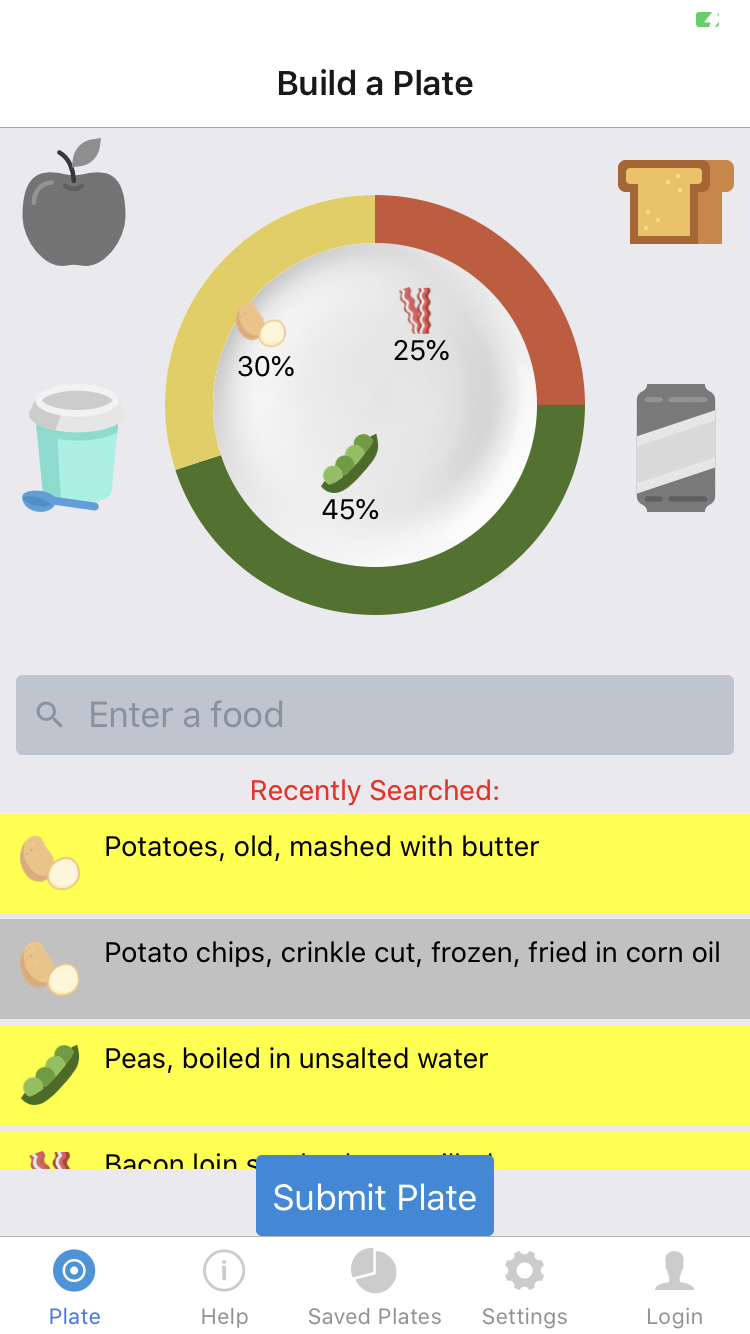 Build a Plate
30%
25%
45%
Enter a food
Recently Searched:
Potatoes, old, mashed with butter
Potato chips, crinkle cut, frozen, fried in corn oil
Peas, boiled in unsalted water
Bacon loin
Submit Plate
Plate
Help
Saved Plates
Settings
Login